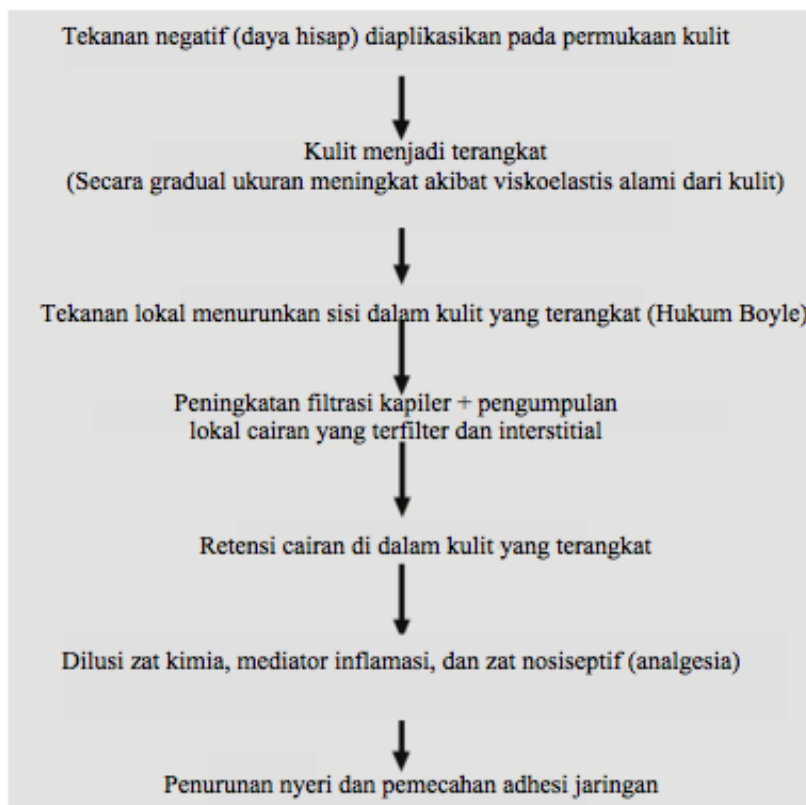 Tekanan negatif (daya hisap) diaplikasikan pada permukaan kulit
Kulit menjadi terangkat
(Secara gradual ukuran meningkat akibat viskoelastis alami dari kulit)
Tekanan lokal menurunkan sisi dalam kulit yang terangkat (Hukum Boyle)
Peningkatan filtrasi kapiler + pengumpulan
lokal cairan yang terfilter dan interstitial
Retensi cairan di dalam kulit yang terangkat
Dilusi zat kimia, mediator inflamasi, dan zat nosiseptif (analgesia)
Penurunan nyeri dan pemecahan adhesi jaringan